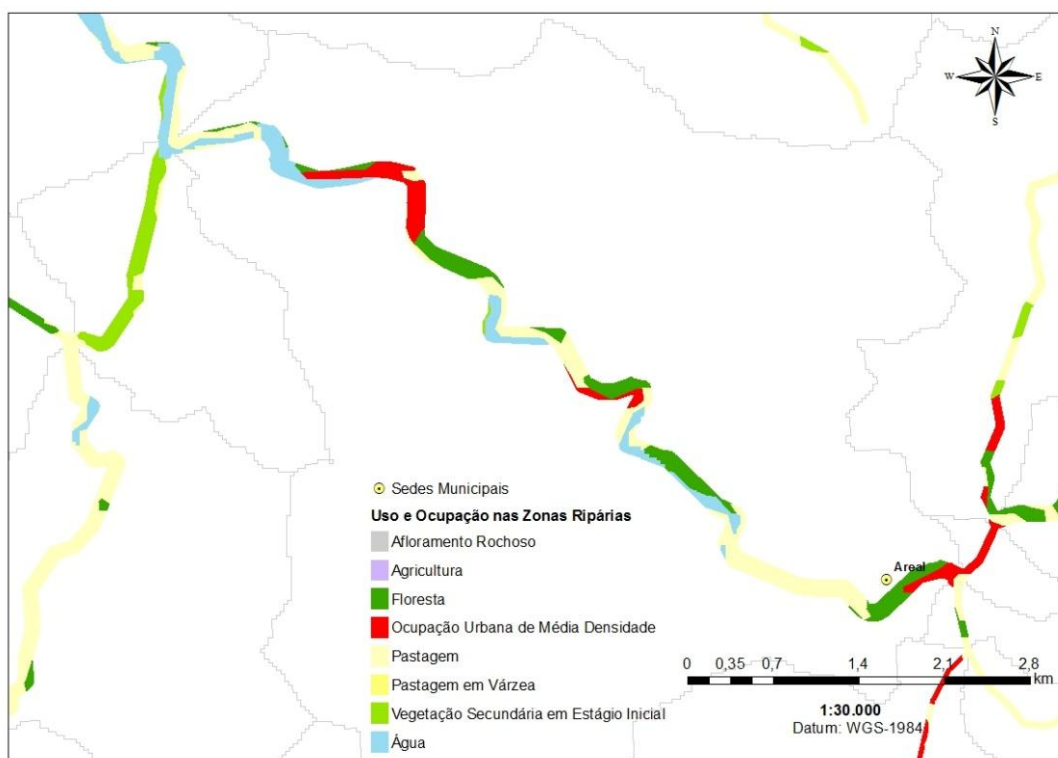 N
W E
S
Sedes Municipais
Uso e Ocupação nas Zonas Ripárias
Afloramento Rochoso
Agricultura
Floresta
Ocupação Urbana de Média Densidade
Pastagem
Pastagem em Várzea
Vegetação Secundária em Estágio Inicial
Água
Areal
0 0,35 0,7 1,4 2,1 2,8
km
1:30.000
Datum: WGS-1984